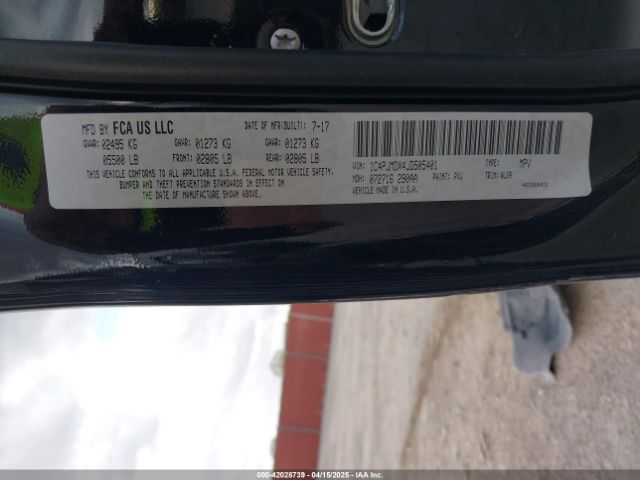 MFD BY FCA US LLC DATE OF MFR(BUILT): 7-17
GVWR: 02495 KG GAWR: 01273 KG GAWR: 01273 KG
05500 LB FRONT: 02805 LB REAR: 02805 LB
THIS VEHICLE CONFORMS TO ALL APPLICABLE U.S.A. FEDERAL MOTOR VEHICLE SAFETY,
BUMPER AND THEFT PREVENTION STANDARDS IN EFFECT ON
THE DATE OF MANUFACTURE SHOWN ABOVE.
VIN: 1C4PJMDX4JD505401 TYPE: MPV
MDH: 072716 290AA PAINT: PXJ TRIM: ALX9
MADE IN U.S.A.
000-42028739 04/15/2025 IAA Inc.